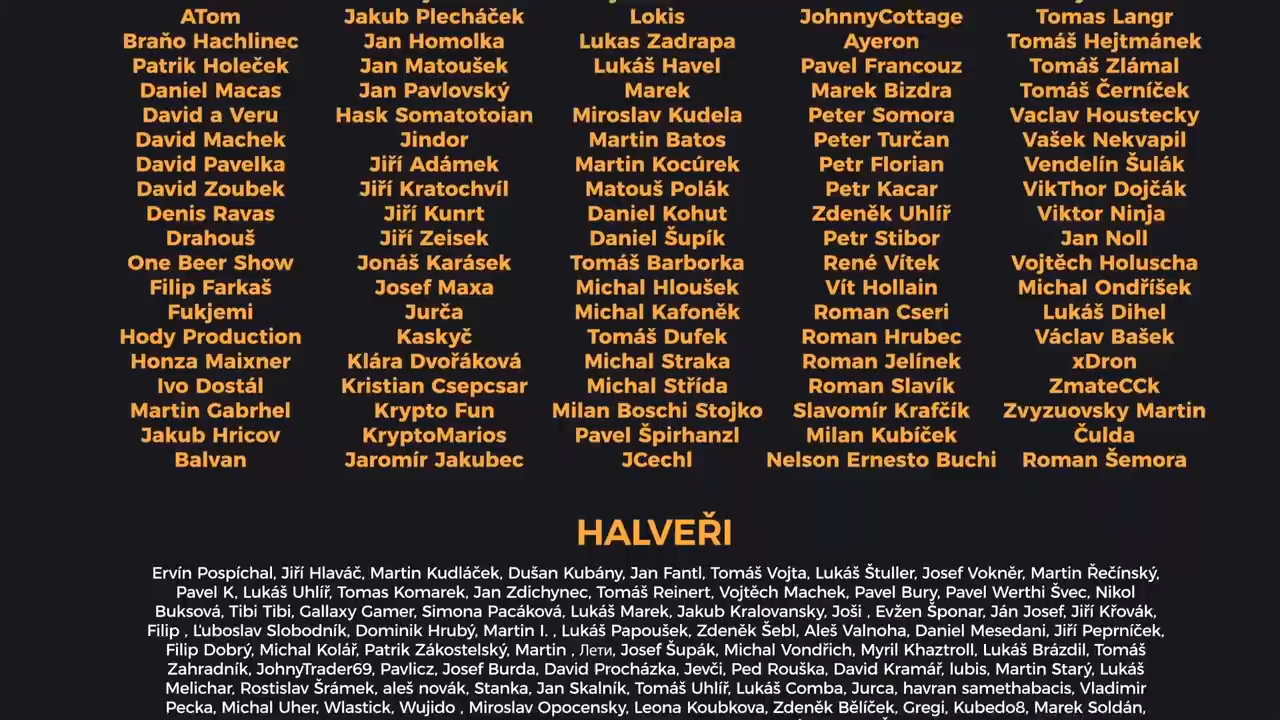 ATom Jakub Plecháček Lokis JohnnyCottage Tomas Langr
Braňo Hachlinec Jan Homolka Lukas Zadrapa Ayeron Tomáš Hejtmánek
Patrik Holeček Jan Matoušek Lukáš Havel Pavel Francouz Tomáš Zlámal
Daniel Macas Jan Pavlovský Marek Marek Bizdra Tomáš Černíček
David a Veru Hask Somatotoian Miroslav Kudela Peter Somora Vaclav Houstecky
David Machek Jindor Martin Batos Peter Turčan Vašek Nekvapil
David Pavelka Jiří Adámek Martin Kocúrek Petr Florian Vendelín Šulák
David Zoubek Jiří Kratochvíl Matouš Polák Petr Kacar VikThor Dojčák
Denis Ravas Jiří Kunrt Daniel Kohut Zdeněk Uhlíř Viktor Ninja
Drahouš Jiří Zeisek Daniel Šupík Petr Stibor Jan Noll
One Beer Show Jonáš Karásek Tomáš Barborka René Vítek Vojtěch Holuscha
Filip Farkaš Josef Maxa Michal Hloušek Vít Hollain Michal Ondříšek
Fukjemi Jurča Michal Kafoněk Roman Cseri Lukáš Dihel
Hody Production Kaskyč Tomáš Dufek Roman Hrubec Václav Bašek
Honza Maixner Klára Dvořáková Michal Straka Roman Jelínek xDron
Ivo Dostál Kristian Csepcsar Michal Střída Roman Slavík ZmateCCk
Martin Gabrhel Krypto Fun Milan Boschi Stojko Slavomír Krafčík Zvyzuovsky Martin
Jakub Hricov KryptoMarios Pavel Špirhanzl Milan Kubíček Čulda
Balvan Jaromír Jakubec JCechl Nelson Ernesto Buchi Roman Šemora
HALVEŘI
Ervín Pospíchal, Jiří Hlaváč, Martin Kudláček, Dušan Kubány, Jan Fantl, Tomáš Vojta, Lukáš Štuller, Josef Vokněr, Martin Řečínský,
Pavel K, Lukáš Uhlíř, Tomas Komarek, Jan Zdichynec, Tomáš Reinert, Vojtěch Machek, Pavel Bury, Pavel Werthi Švec, Nikol
Buksová, Tibi Tibi, Gallaxy Gamer, Simona Pacáková, Lukáš Marek, Jakub Kralovansky, Joši , Evžen Šponar, Ján Josef, Jiří Křovák,
Filip , Ľuboslav Slobodník, Dominik Hrubý, Martin I. , Lukáš Papoušek, Zdeněk Šebl, Aleš Valnoha, Daniel Mesedani, Jiří Peprníček,
Filip Dobrý, Michal Kolář, Patrik Zákostelský, Martin , Лети, Josef Šupák, Michal Vondřich, Myril Khaztroll, Lukáš Brázdil, Tomáš
Zahradník, JohnyTrader69, Pavlicz, Josef Burda, David Procházka, Jevči, Ped Rouška, David Kramář, lubis, Martin Starý, Lukáš
Melichar, Rostislav Šrámek, aleš novák, Stanka, Jan Skalník, Tomáš Uhlíř, Lukáš Comba, Jurca, havran samethabacis, Vladimir
Pecka, Michal Uher, Wlastick, Wujido , Miroslav Opocensky, Leona Koubkova, Zdeněk Bělíček, Gregi, Kubedo8, Marek Soldán,